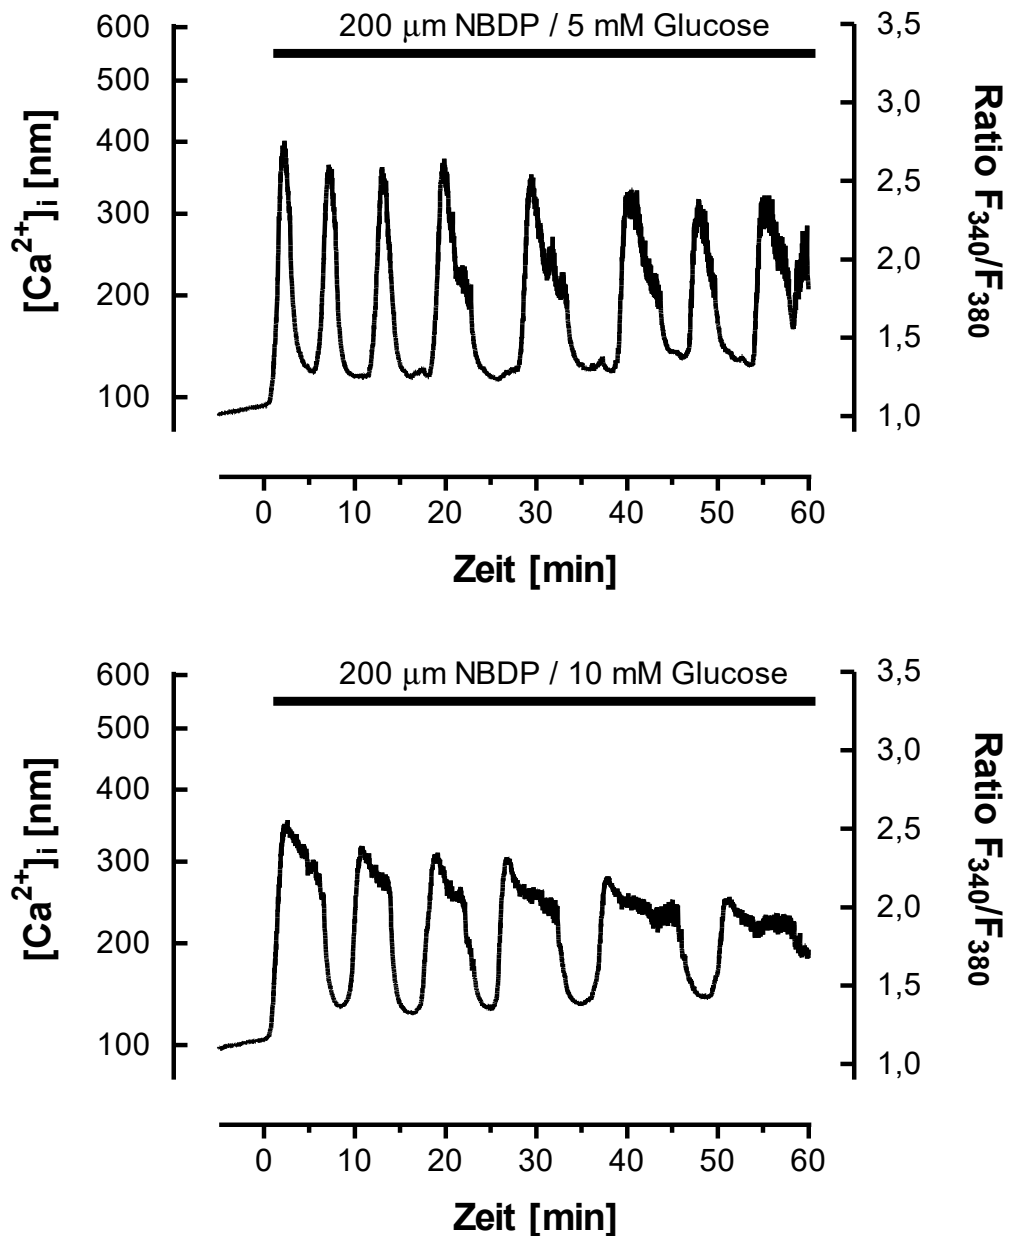 200 μm NBDP / 5 mM Glucose
600
500
400
300
200
100
[Ca²⁺]ᵢ [nm]
3,5
3,0
2,5
2,0
1,5
1,0
Ratio F₃₄₀/F₃₈₀
0 10 20 30 40 50 60
Zeit [min]
200 μm NBDP / 10 mM Glucose
600
500
400
300
200
100
[Ca²⁺]ᵢ [nm]
3,5
3,0
2,5
2,0
1,5
1,0
Ratio F₃₄₀/F₃₈₀
0 10 20 30 40 50 60
Zeit [min]